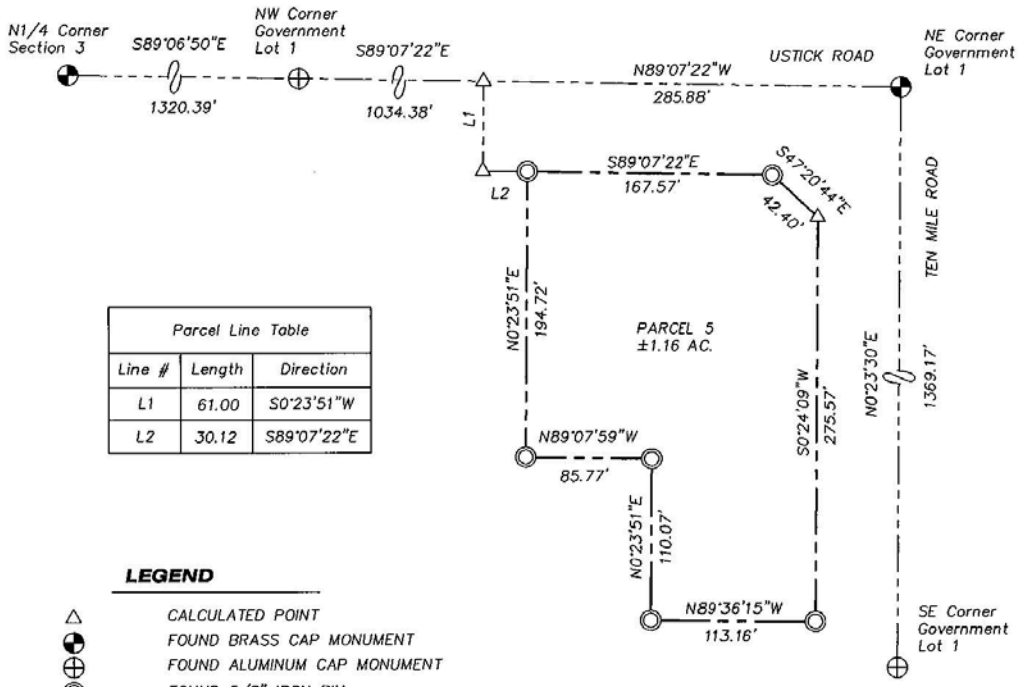 N1/4 Corner
Section 3
S89°06'50"E
1320.39'
NW Corner
Government
Lot 1
S89°07'22"E
1034.38'
N89°07'22"W
285.88'
USTICK ROAD
NE Corner
Government
Lot 1
L1
L2
S89°07'22"E
167.57'
S47°20'44"E
42.40'
TEN MILE ROAD
N0°23'51"E
194.72'
PARCEL 5
±1.16 AC.
S0°24'09"W
275.57'
N0°23'30"E
1369.17'
Parcel Line Table
Line # Length Direction
L1 61.00 S0°23'51"W
L2 30.12 S89°07'22"E
N89°07'59"W
85.77'
N0°23'51"E
110.07'
N89°36'15"W
113.16'
SE Corner
Government
Lot 1
LEGEND
CALCULATED POINT
FOUND BRASS CAP MONUMENT
FOUND ALUMINUM CAP MONUMENT